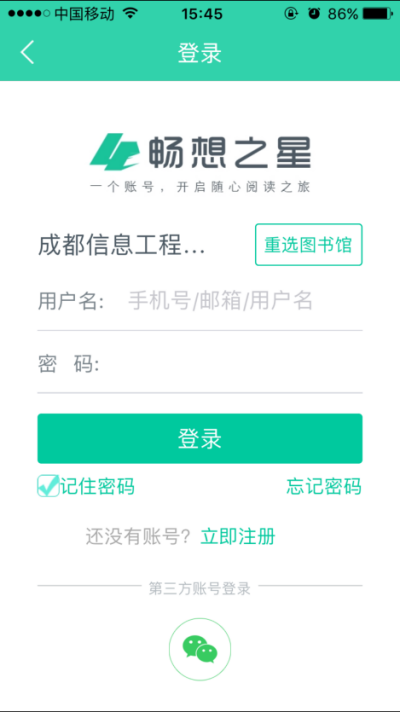 中国移动 15:45 86%
登录
畅想之星
一个账号，开启随心阅读之旅
成都信息工程... 重选图书馆
用户名: 手机号/邮箱/用户名
密 码:
登录
记住密码 忘记密码
还没有账号? 立即注册
第三方账号登录